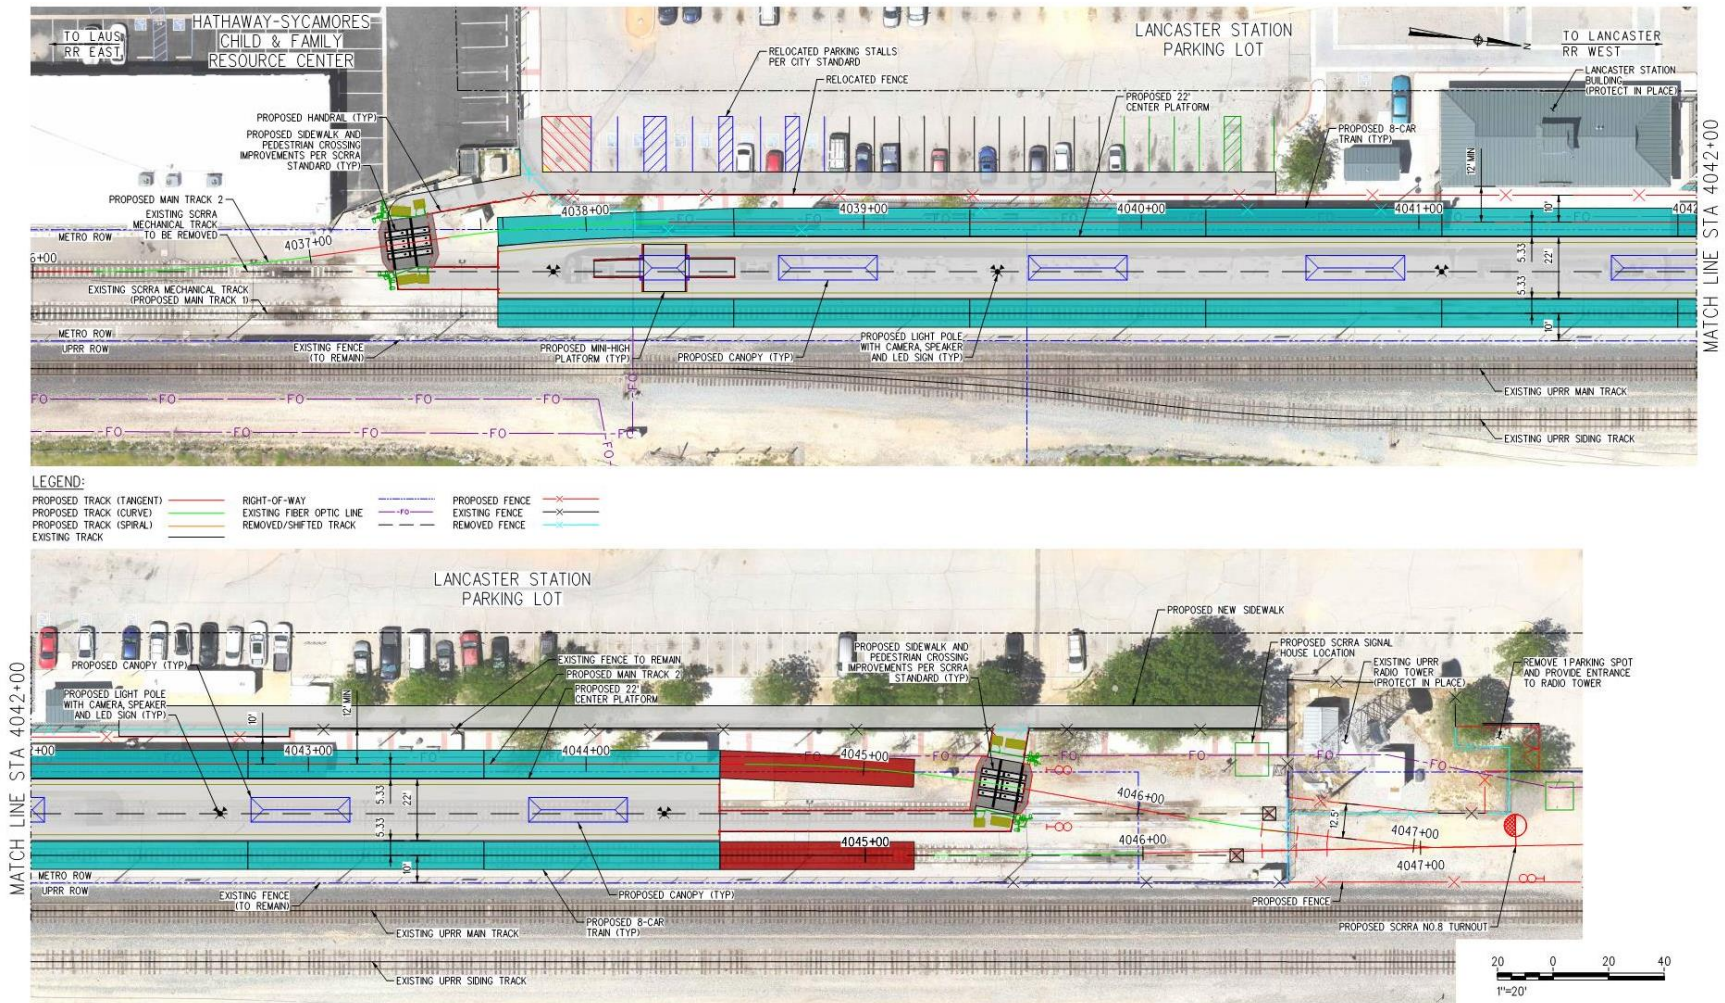 HATHAWAY-SYCAMORES
CHILD & FAMILY
RESOURCE CENTER
TO LAUS
RR EAST
LANCASTER STATION
PARKING LOT
N
TO LANCASTER
RR WEST
RELOCATED PARKING STALLS
PER CITY STANDARD
RELOCATED FENCE
PROPOSED 22'
CENTER PLATFORM
LANCASTER STATION
BUILDING
(PROTECT IN PLACE)
PROPOSED HANDRAIL (TYP)
PROPOSED SIDEWALK AND
PEDESTRIAN CROSSING
IMPROVEMENTS PER SCRRA
STANDARD (TYP)
PROPOSED 8-CAR
TRAIN (TYP)
12' MIN
PROPOSED MAIN TRACK 2
EXISTING SCRRA
MECHANICAL TRACK
TO BE REMOVED
METRO ROW
4037+00
4038+00
4039+00
4040+00
4041+00
10'
5.33
22'
5.33
10'
MATCH LINE STA 4042+00
EXISTING SCRRA MECHANICAL TRACK
(PROPOSED MAIN TRACK 1)
METRO ROW
UPRR ROW
EXISTING FENCE
(TO REMAIN)
PROPOSED MINI-HIGH
PLATFORM (TYP)
PROPOSED CANOPY (TYP)
PROPOSED LIGHT POLE
WITH CAMERA, SPEAKER
AND LED SIGN (TYP)
EXISTING UPRR MAIN TRACK
EXISTING UPRR SIDING TRACK
FO FO FO FO FO
FO FO FO FO FO
LEGEND:
PROPOSED TRACK (TANGENT)
PROPOSED TRACK (CURVE)
PROPOSED TRACK (SPIRAL)
EXISTING TRACK
RIGHT-OF-WAY
EXISTING FIBER OPTIC LINE
FO
REMOVED/SHIFTED TRACK
PROPOSED FENCE
EXISTING FENCE
REMOVED FENCE
LANCASTER STATION
PARKING LOT
MATCH LINE STA 4042+00
PROPOSED CANOPY (TYP)
PROPOSED LIGHT POLE
WITH CAMERA, SPEAKER
AND LED SIGN (TYP)
EXISTING FENCE TO REMAIN
PROPOSED MAIN TRACK 2
PROPOSED 22'
CENTER PLATFORM
PROPOSED SIDEWALK AND
PEDESTRIAN CROSSING
IMPROVEMENTS PER SCRRA
STANDARD (TYP)
PROPOSED NEW SIDEWALK
PROPOSED SCRRA SIGNAL
HOUSE LOCATION
EXISTING UPRR
RADIO TOWER
(PROTECT IN PLACE)
REMOVE 1 PARKING SPOT
AND PROVIDE ENTRANCE
TO RADIO TOWER
10'
12' MIN
4043+00
4044+00
4045+00
4046+00
4047+00
5.33
22'
5.33
10'
12.5'
4045+00
4046+00
4047+00
METRO ROW
UPRR ROW
EXISTING FENCE
(TO REMAIN)
PROPOSED CANOPY (TYP)
PROPOSED 8-CAR
TRAIN (TYP)
EXISTING UPRR MAIN TRACK
EXISTING UPRR SIDING TRACK
PROPOSED FENCE
PROPOSED SCRRA NO.8 TURNOUT
20 0 20 40
1"=20'